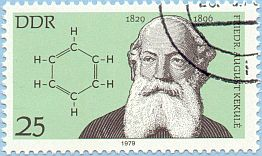 DDR
1829 1896
FRIEDR. AUGUST KEKULÉ
H
H H
H H
H
25
1979